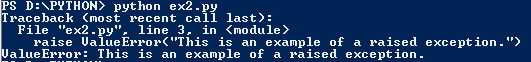 PS D:\PYTHON> python ex2.py
Traceback (most recent call last):
  File "ex2.py", line 3, in <module>
    raise ValueError("This is an example of a raised exception.")
ValueError: This is an example of a raised exception.